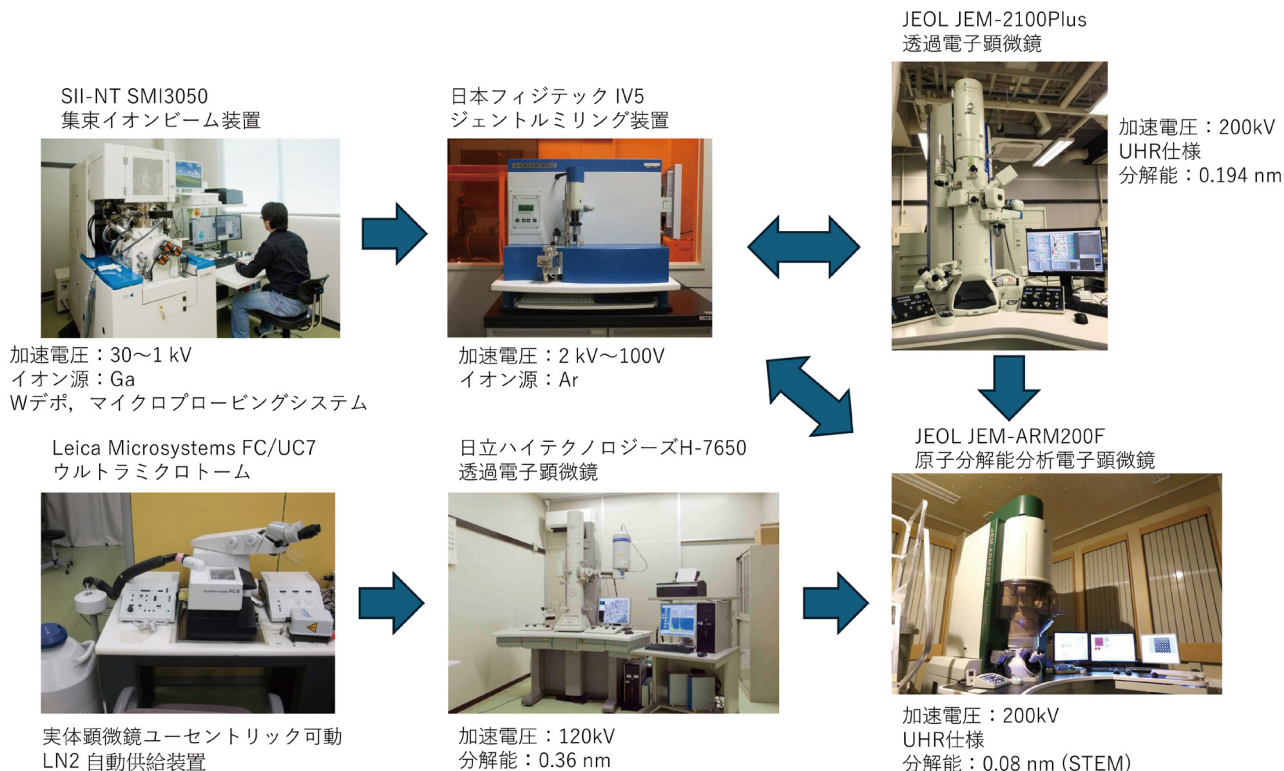 SII-NT SMI3050
集束イオンビーム装置
加速電圧：30～1 kV
イオン源：Ga
Wデポ，マイクロプロービングシステム
日本フィジテック IV5
ジェントルミリング装置
加速電圧：2 kV～100V
イオン源：Ar
JEOL JEM-2100Plus
透過電子顕微鏡
加速電圧：200kV
UHR仕様
分解能：0.194 nm
Leica Microsystems FC/UC7
ウルトラミクロトーム
実体顕微鏡ユーセントリック可動
LN2 自動供給装置
日立ハイテクノロジーズH-7650
透過電子顕微鏡
加速電圧：120kV
分解能：0.36 nm
JEOL JEM-ARM200F
原子分解能分析電子顕微鏡
加速電圧：200kV
UHR仕様
分解能：0.08 nm (STEM)